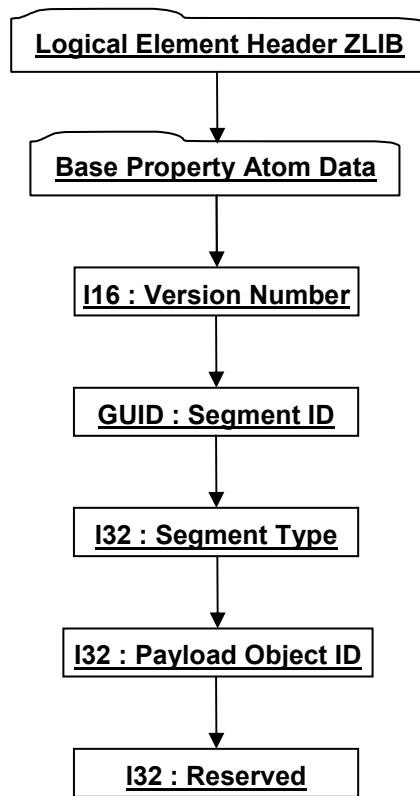 Logical Element Header ZLIB
Base Property Atom Data
I16 : Version Number
GUID : Segment ID
I32 : Segment Type
I32 : Payload Object ID
I32 : Reserved